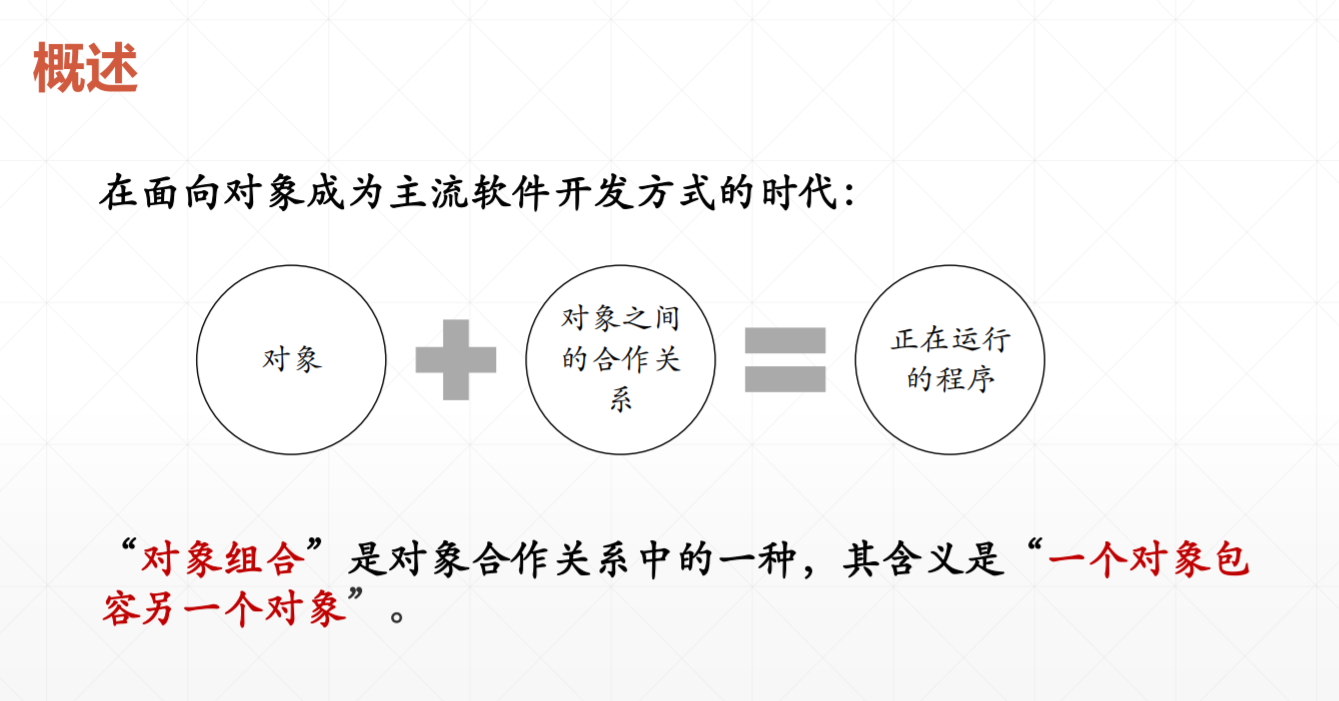 概述
在面向对象成为主流软件开发方式的时代：
对象
对象之间
的合作关
系
正在运行
的程序
“对象组合”是对象合作关系中的一种，其含义是“一个对象包
容另一个对象”。